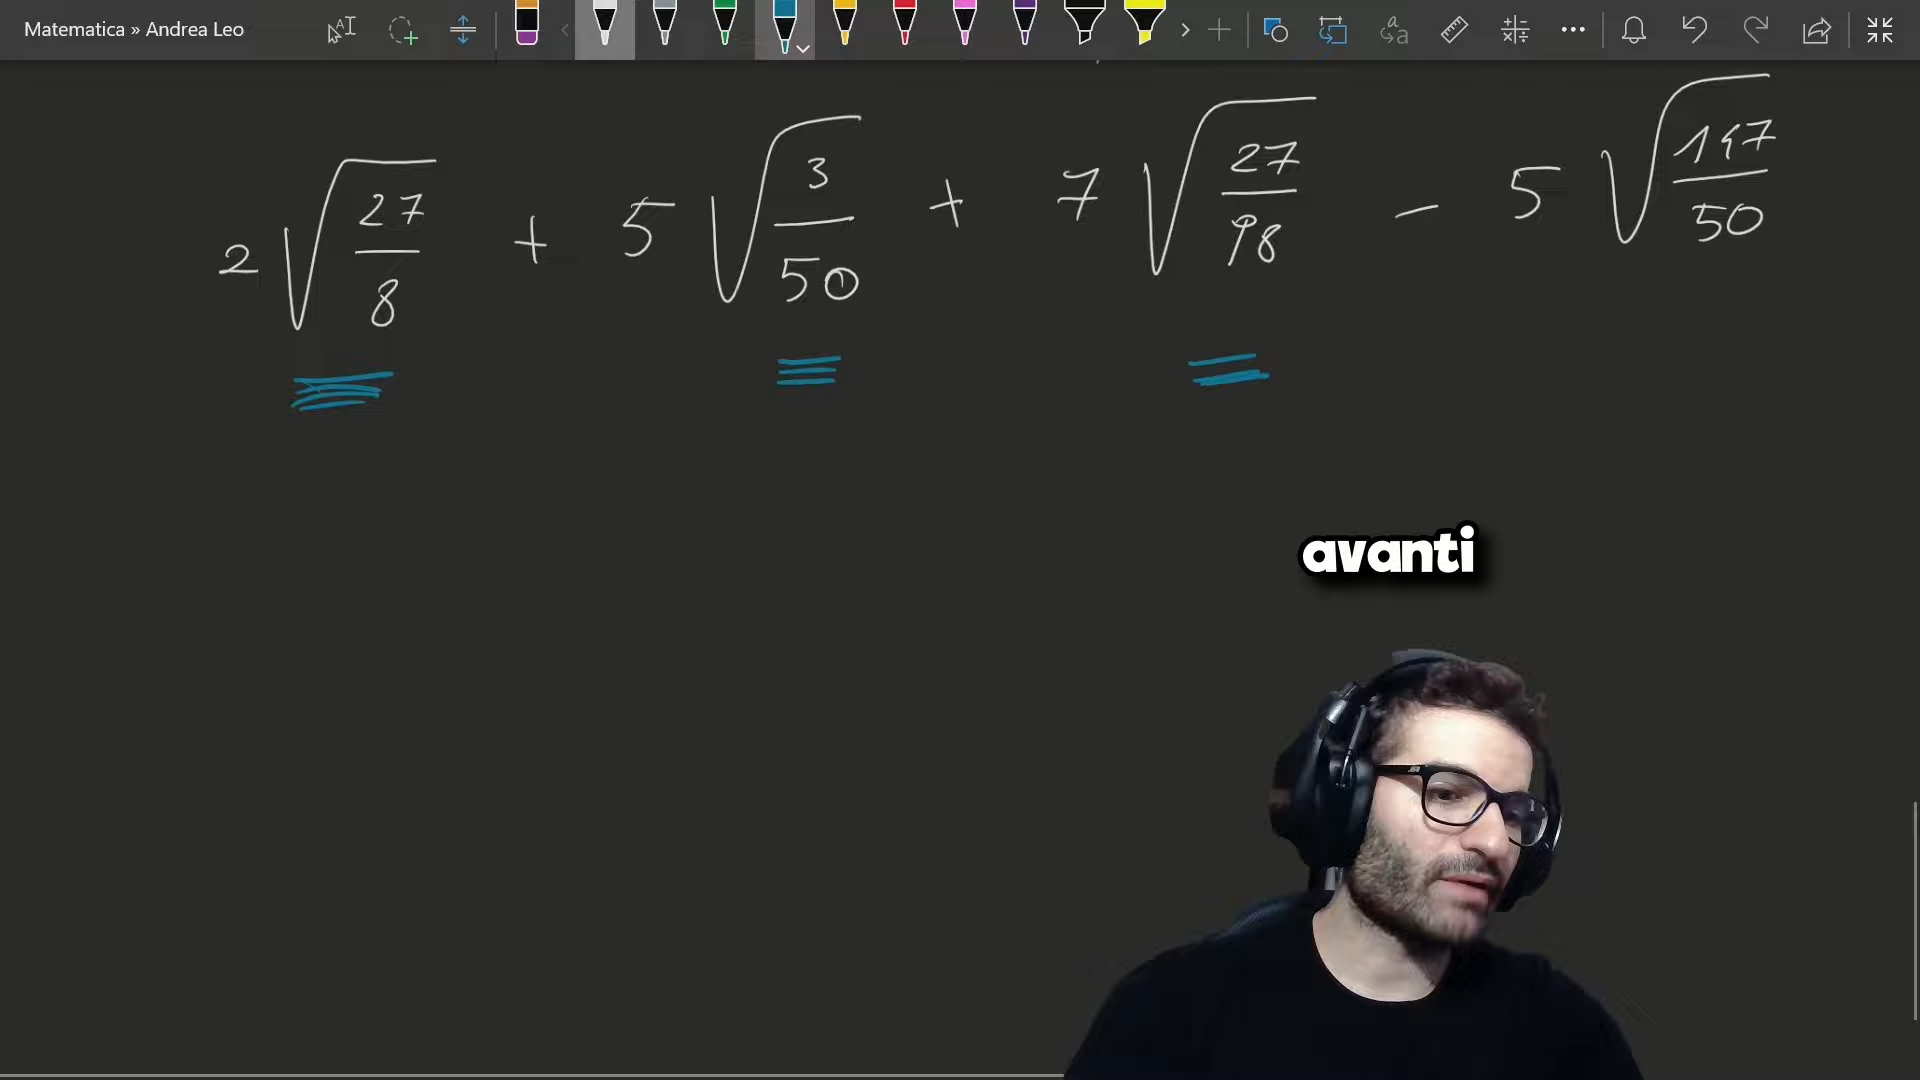 Matematica » Andrea Leo
2 √(27/8) + 5 √(3/50) + 7 √(27/98) - 5 √(147/50)
avanti